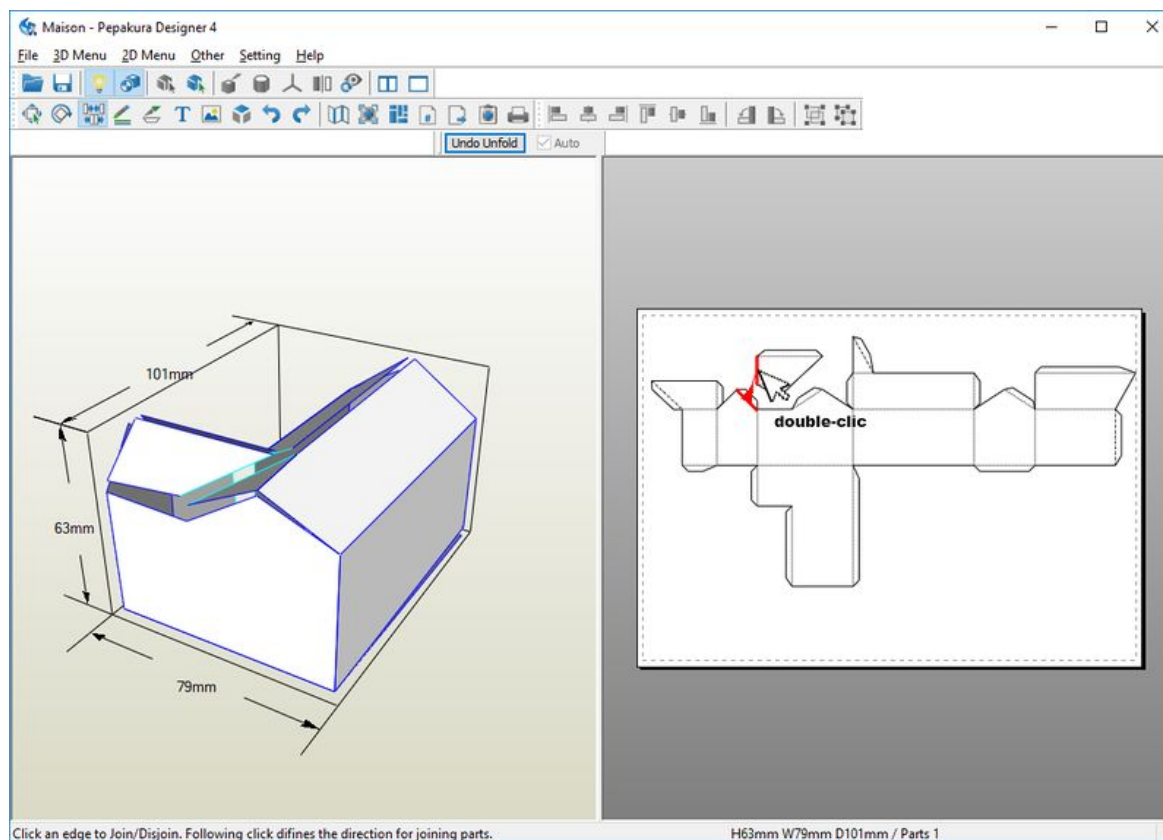 Maison - Pepakura Designer 4
File 3D Menu 2D Menu Other Setting Help
Undo Unfold Auto
101mm
63mm
79mm
double-clic
Click an edge to Join/Disjoin. Following click difines the direction for joining parts.
H63mm W79mm D101mm / Parts 1